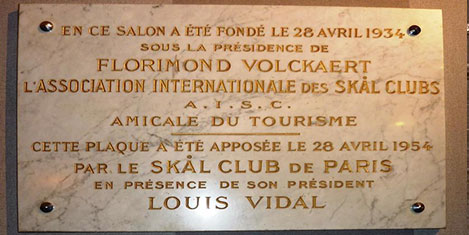 EN CE SALON A ÉTÉ FONDÉ LE 28 AVRIL 1934
SOUS LA PRÉSIDENCE DE
FLORIMOND VOLCKAERT
L'ASSOCIATION INTERNATIONALE DES SKÅL CLUBS
A.I.S.C.
AMICALE DU TOURISME
CETTE PLAQUE A ÉTÉ APPOSÉE LE 28 AVRIL 1954
PAR LE SKÅL CLUB DE PARIS
EN PRÉSENCE DE SON PRÉSIDENT
LOUIS VIDAL